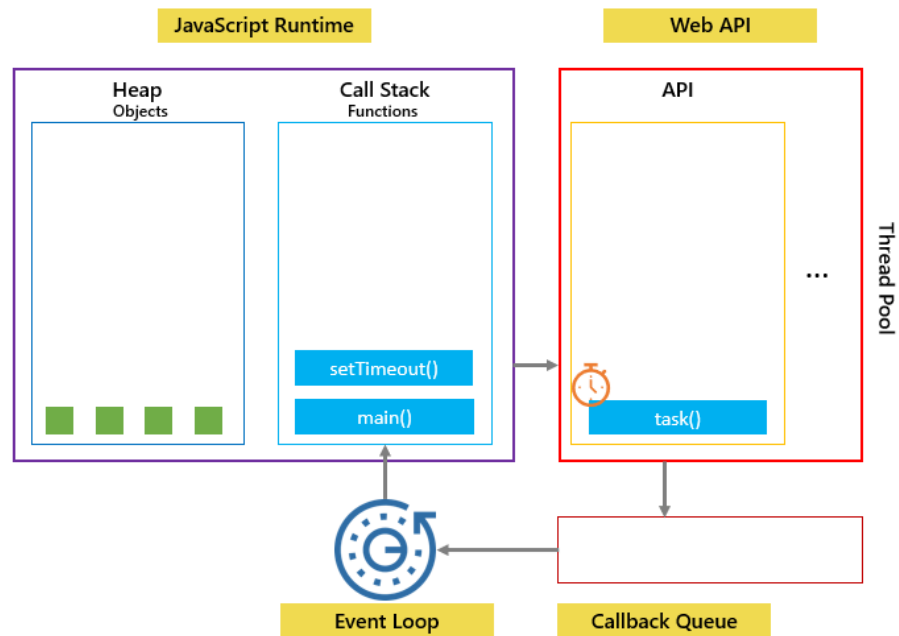 JavaScript Runtime
Web API
Heap
Objects
Call Stack
Functions
API
...
Thread Pool
setTimeout()
main()
task()
Event Loop
Callback Queue